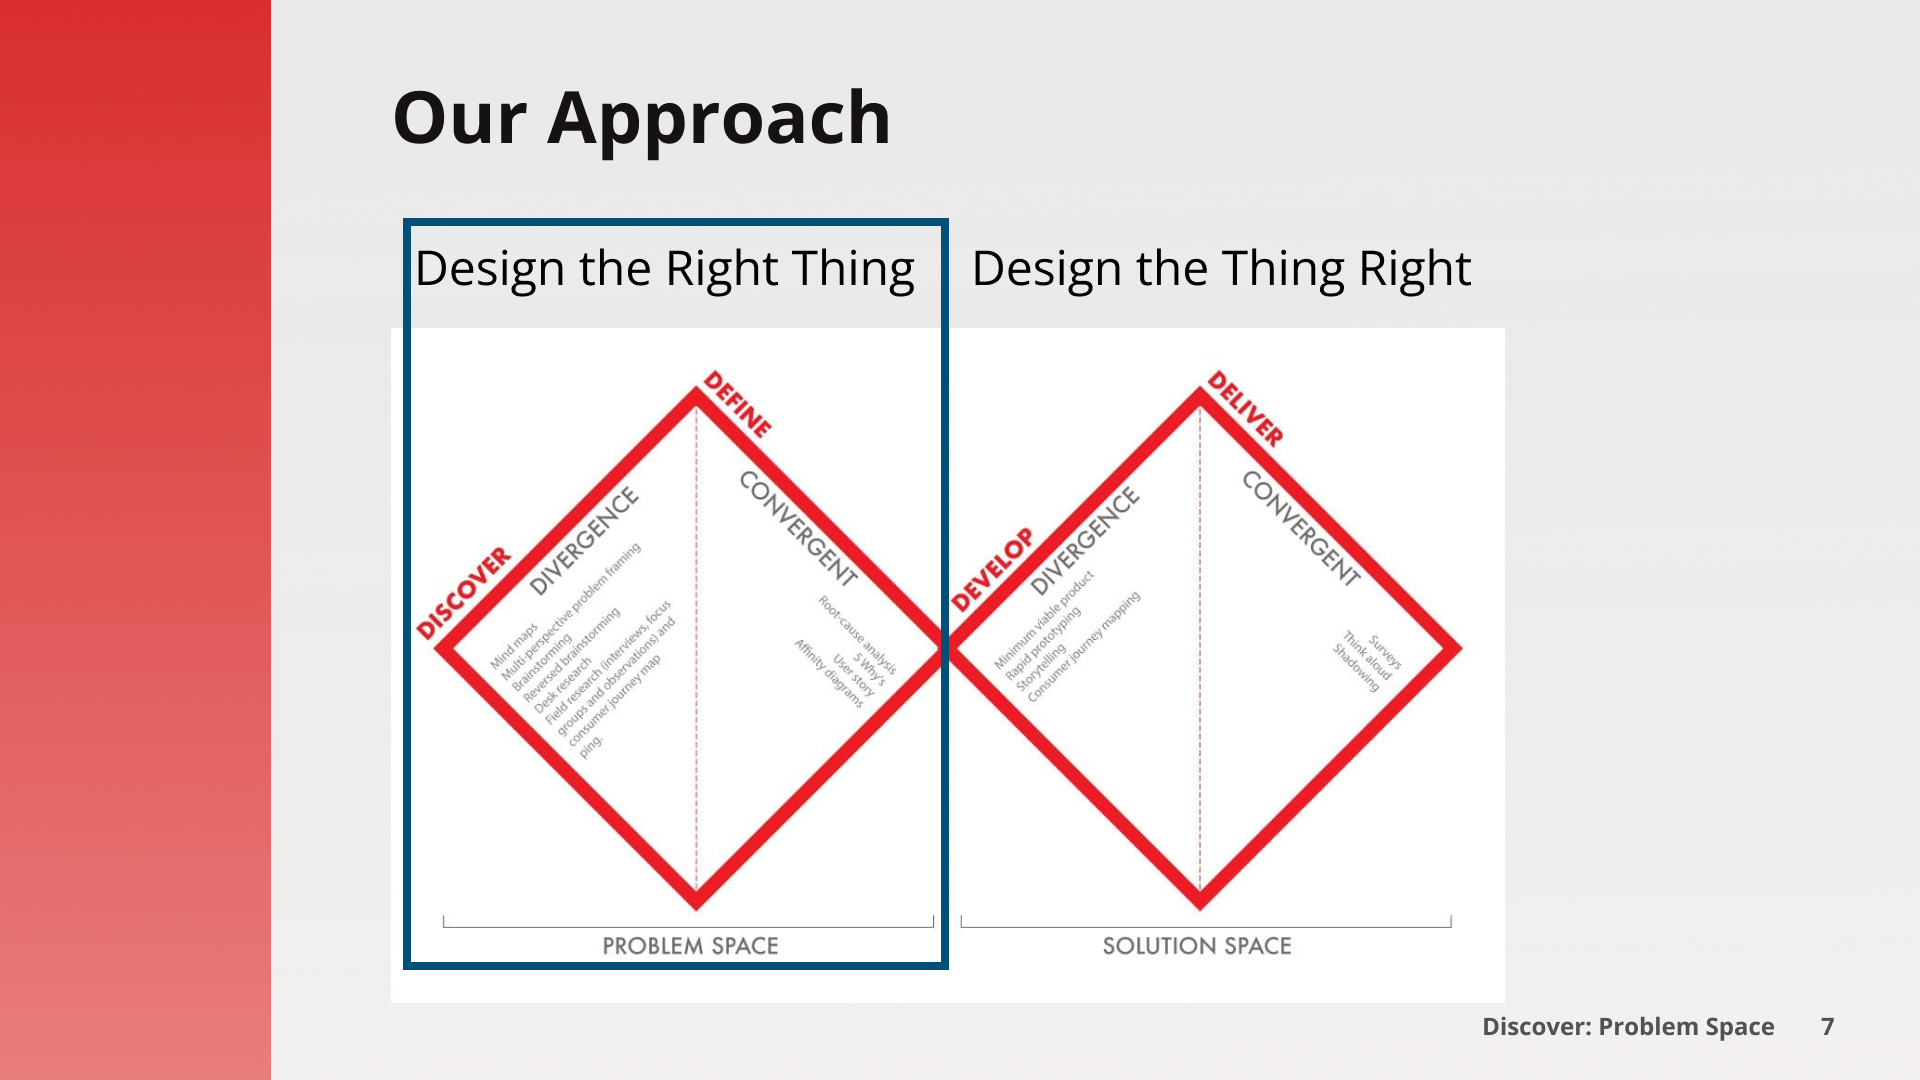 Our Approach
Design the Right Thing
Design the Thing Right
DISCOVER
DEFINE
DIVERGENCE
Mind maps
Multi-perspective problem framing
Brainstorming
Reversed brainstorming
Desk research
Field research (interviews, focus
groups and observations) and
consumer journey map
ping.
CONVERGENT
Root-cause analysis
5 Why's
User story
Affinity diagrams
PROBLEM SPACE
DEVELOP
DELIVER
DIVERGENCE
Minimum viable product
Rapid prototyping
Storytelling
Consumer journey mapping
CONVERGENT
Surveys
Think aloud
Shadowing
SOLUTION SPACE
Discover: Problem Space 7